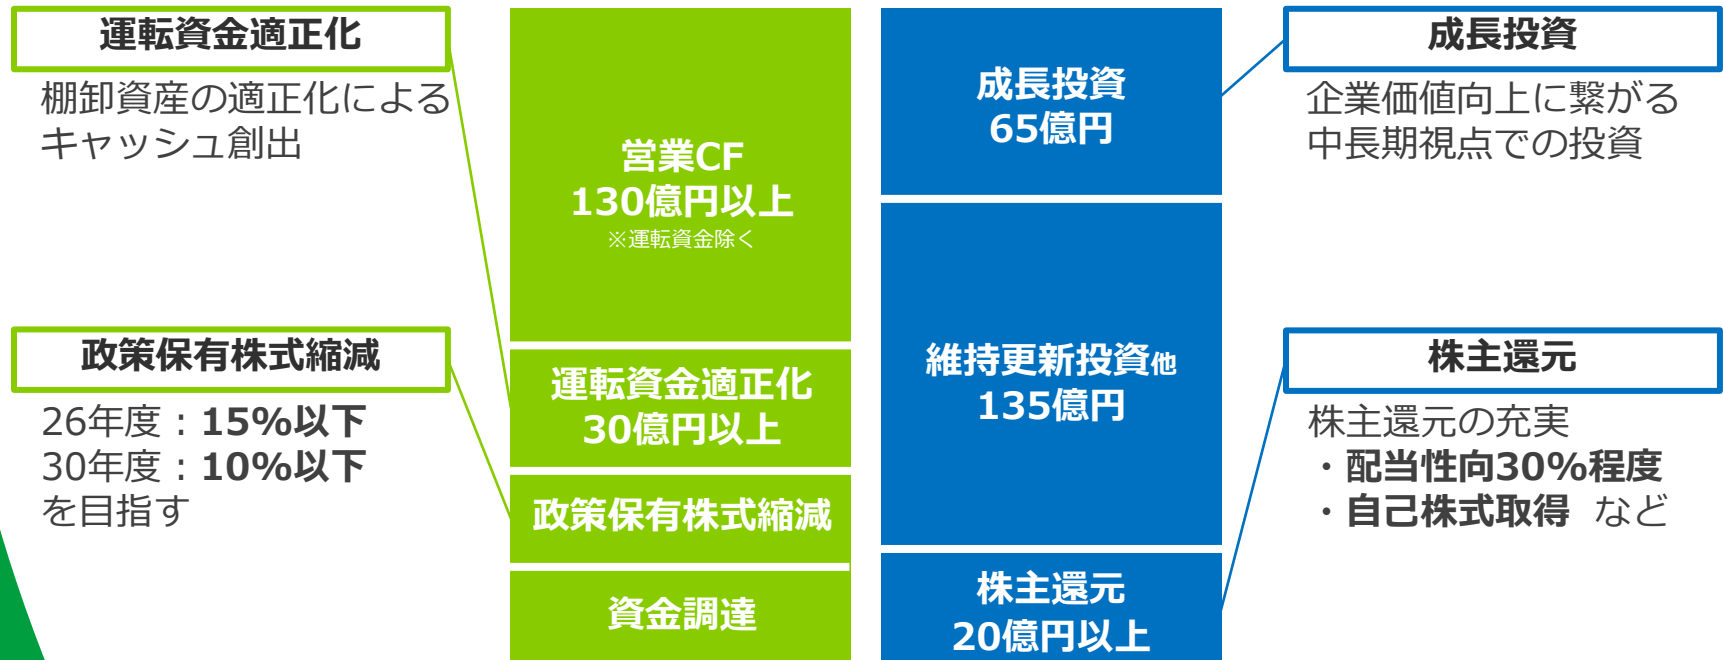 運転資金適正化
棚卸資産の適正化による
キャッシュ創出
政策保有株式縮減
26年度：15%以下
30年度：10%以下
を目指す
営業CF
130億円以上
※運転資金除く
運転資金適正化
30億円以上
政策保有株式縮減
資金調達
成長投資
65億円
維持更新投資他
135億円
株主還元
20億円以上
成長投資
企業価値向上に繋がる
中長期視点での投資
株主還元
株主還元の充実
・配当性向30%程度
・自己株式取得 など